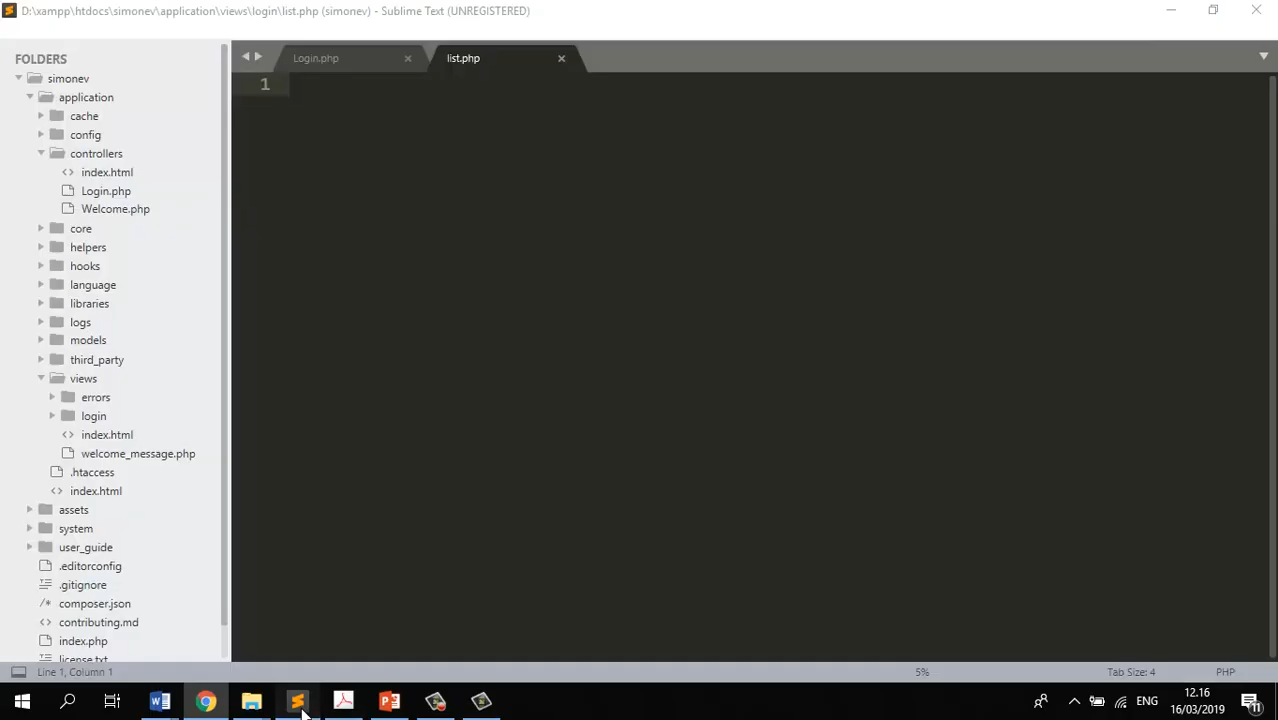 D:\xampp\htdocs\simonev\application\views\login\list.php (simonev) - Sublime Text (UNREGISTERED)
FOLDERS
simonev
application
cache
config
controllers
<> index.html
Login.php
Welcome.php
core
helpers
hooks
language
libraries
logs
models
third_party
views
errors
login
<> index.html
welcome_message.php
.htaccess
<> index.html
assets
system
user_guide
.editorconfig
.gitignore
/* composer.json
<> contributing.md
index.php
license.txt
Login.php
list.php
1
Line 1, Column 1
5%
Tab Size: 4
PHP
ENG
12.16
16/03/2019
11